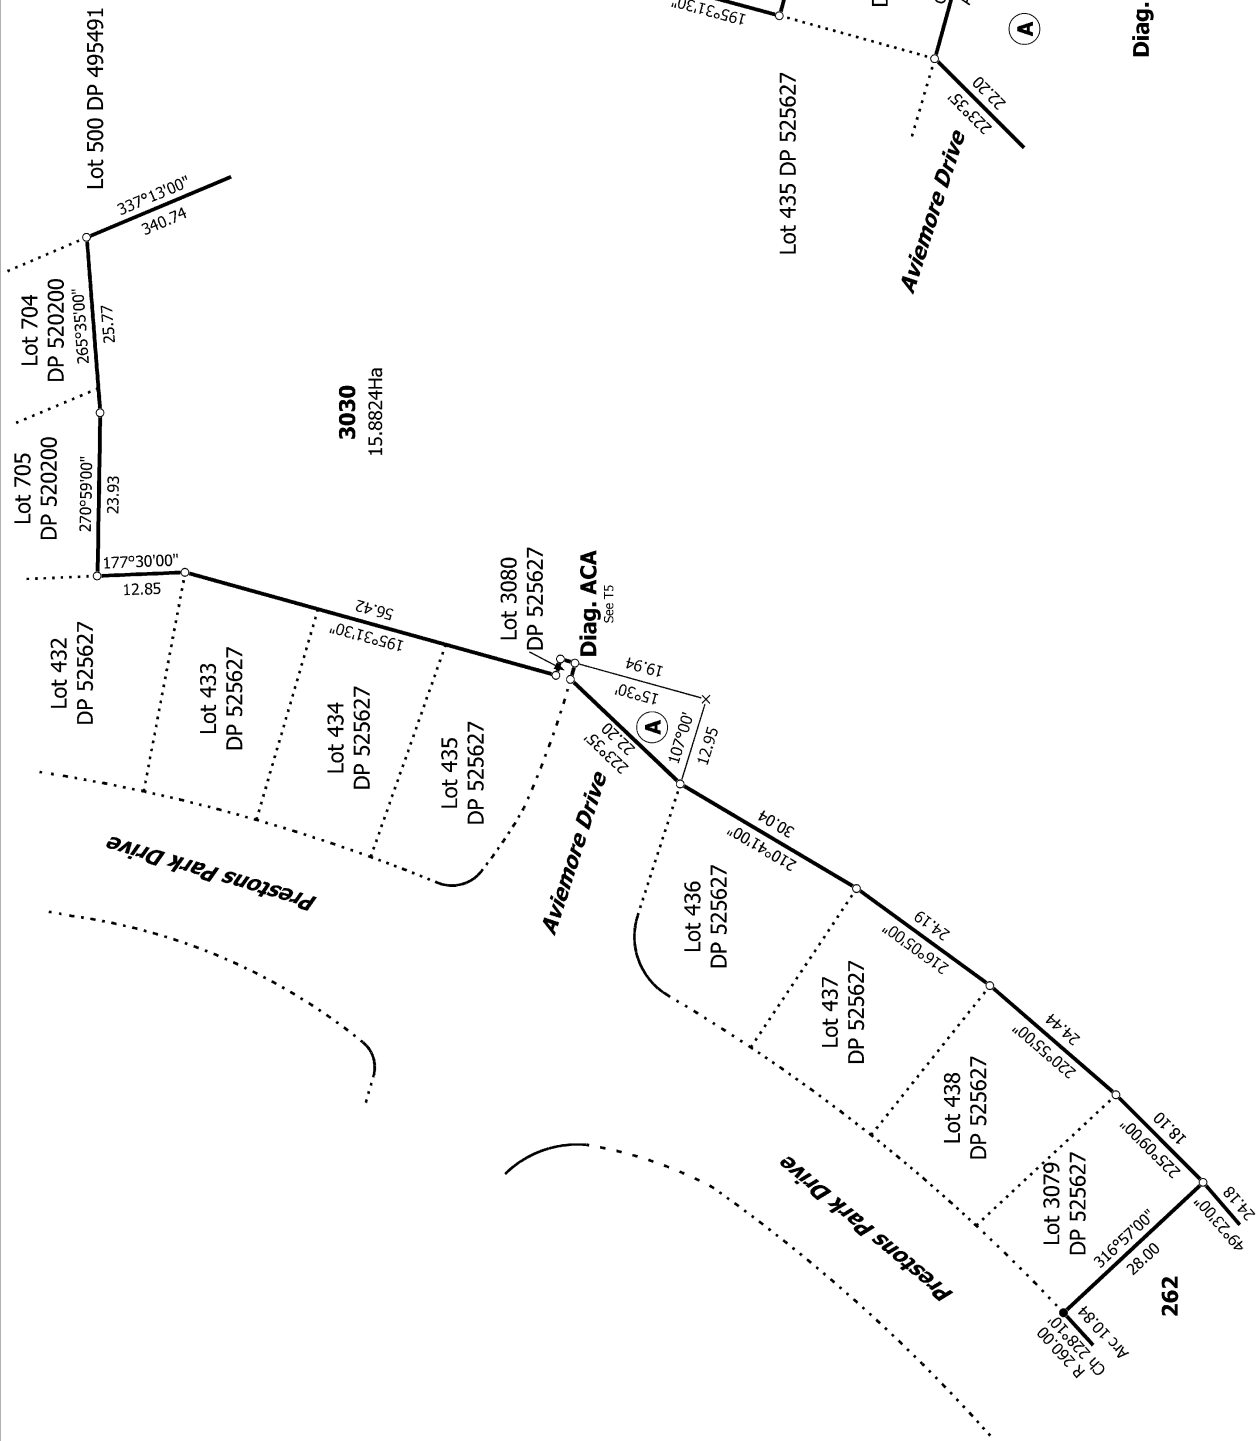 Lot 500 DP 495491
337°13'00"
340.74
Lot 704
DP 520200
265°35'00"
25.77
Lot 705
DP 520200
270°59'00"
23.93
177°30'00"
12.85
3030
15.8824Ha
195°31'30"
Lot 435 DP 525627
A
Diag.
223°35'
22.20
Aviemore Drive
Lot 432
DP 525627
Lot 433
DP 525627
Lot 434
DP 525627
Lot 435
DP 525627
56.42
195°31'30"
Lot 3080
DP 525627
Diag. ACA
See T5
19.94
15°30'
A
107°00'
12.95
223°35'
22.20
Aviemore Drive
Prestons Park Drive
Lot 436
DP 525627
30.04
210°41'00"
Lot 437
DP 525627
24.19
216°05'00"
Lot 438
DP 525627
24.44
220°55'00"
Lot 3079
DP 525627
18.10
225°09'00"
24.18
49°23'00"
316°57'00"
28.00
262
Prestons Park Drive
R 260.00
Ch 228°10'
Arc 10.84